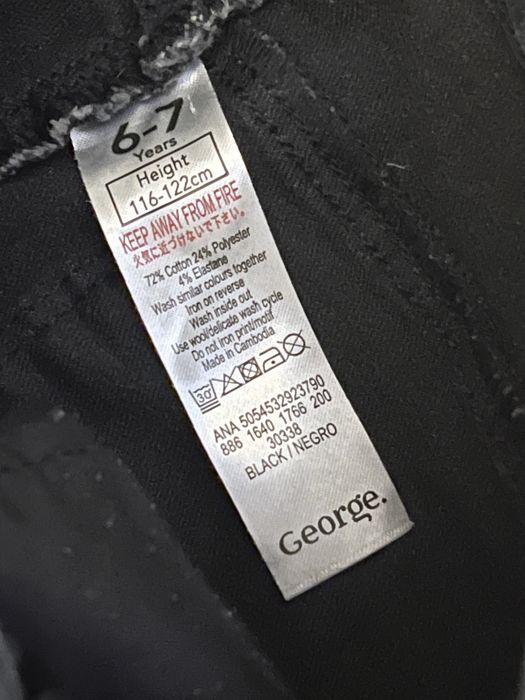 6-7
Years
Height
116-122cm
KEEP AWAY FROM FIRE
火気に近づけないで下さい。
72% Cotton 24% Polyester
4% Elastane
Wash similar colours together
Iron on reverse
Wash inside out
Use wool/delicate wash cycle
Do not iron print/motif
Made in Cambodia
30
ANA 5054532923790
886 1640 1766 200
30338
BLACK / NEGRO
George.